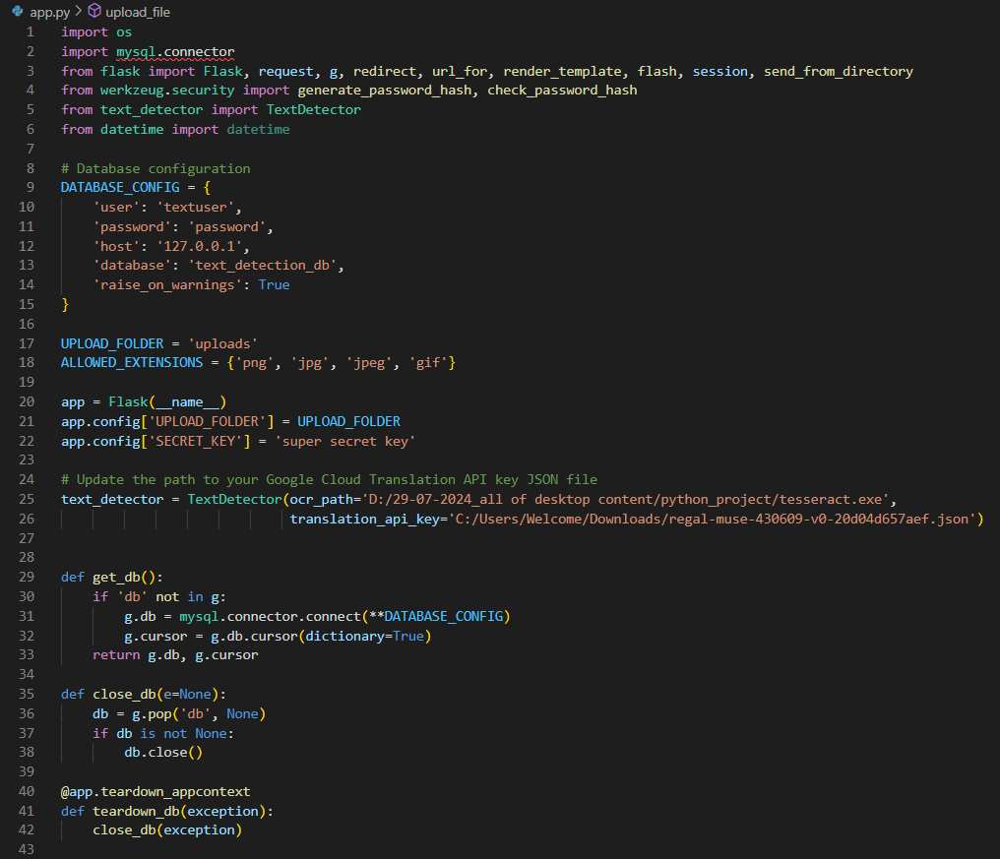 app.py > upload_file
1 import os
2 import mysql.connector
3 from flask import Flask, request, g, redirect, url_for, render_template, flash, session, send_from_directory
4 from werkzeug.security import generate_password_hash, check_password_hash
5 from text_detector import TextDetector
6 from datetime import datetime
7
8 # Database configuration
9 DATABASE_CONFIG = {
10     'user': 'textuser',
11     'password': 'password',
12     'host': '127.0.0.1',
13     'database': 'text_detection_db',
14     'raise_on_warnings': True
15 }
16
17 UPLOAD_FOLDER = 'uploads'
18 ALLOWED_EXTENSIONS = {'png', 'jpg', 'jpeg', 'gif'}
19
20 app = Flask(__name__)
21 app.config['UPLOAD_FOLDER'] = UPLOAD_FOLDER
22 app.config['SECRET_KEY'] = 'super secret key'
23
24 # Update the path to your Google Cloud Translation API key JSON file
25 text_detector = TextDetector(ocr_path='D:/29-07-2024_all of desktop content/python_project/tesseract.exe',
26                              translation_api_key='C:/Users/Welcome/Downloads/regal-muse-430609-v0-20d04d657aef.json')
27
28
29 def get_db():
30     if 'db' not in g:
31         g.db = mysql.connector.connect(**DATABASE_CONFIG)
32         g.cursor = g.db.cursor(dictionary=True)
33     return g.db, g.cursor
34
35 def close_db(e=None):
36     db = g.pop('db', None)
37     if db is not None:
38         db.close()
39
40 @app.teardown_appcontext
41 def teardown_db(exception):
42     close_db(exception)
43